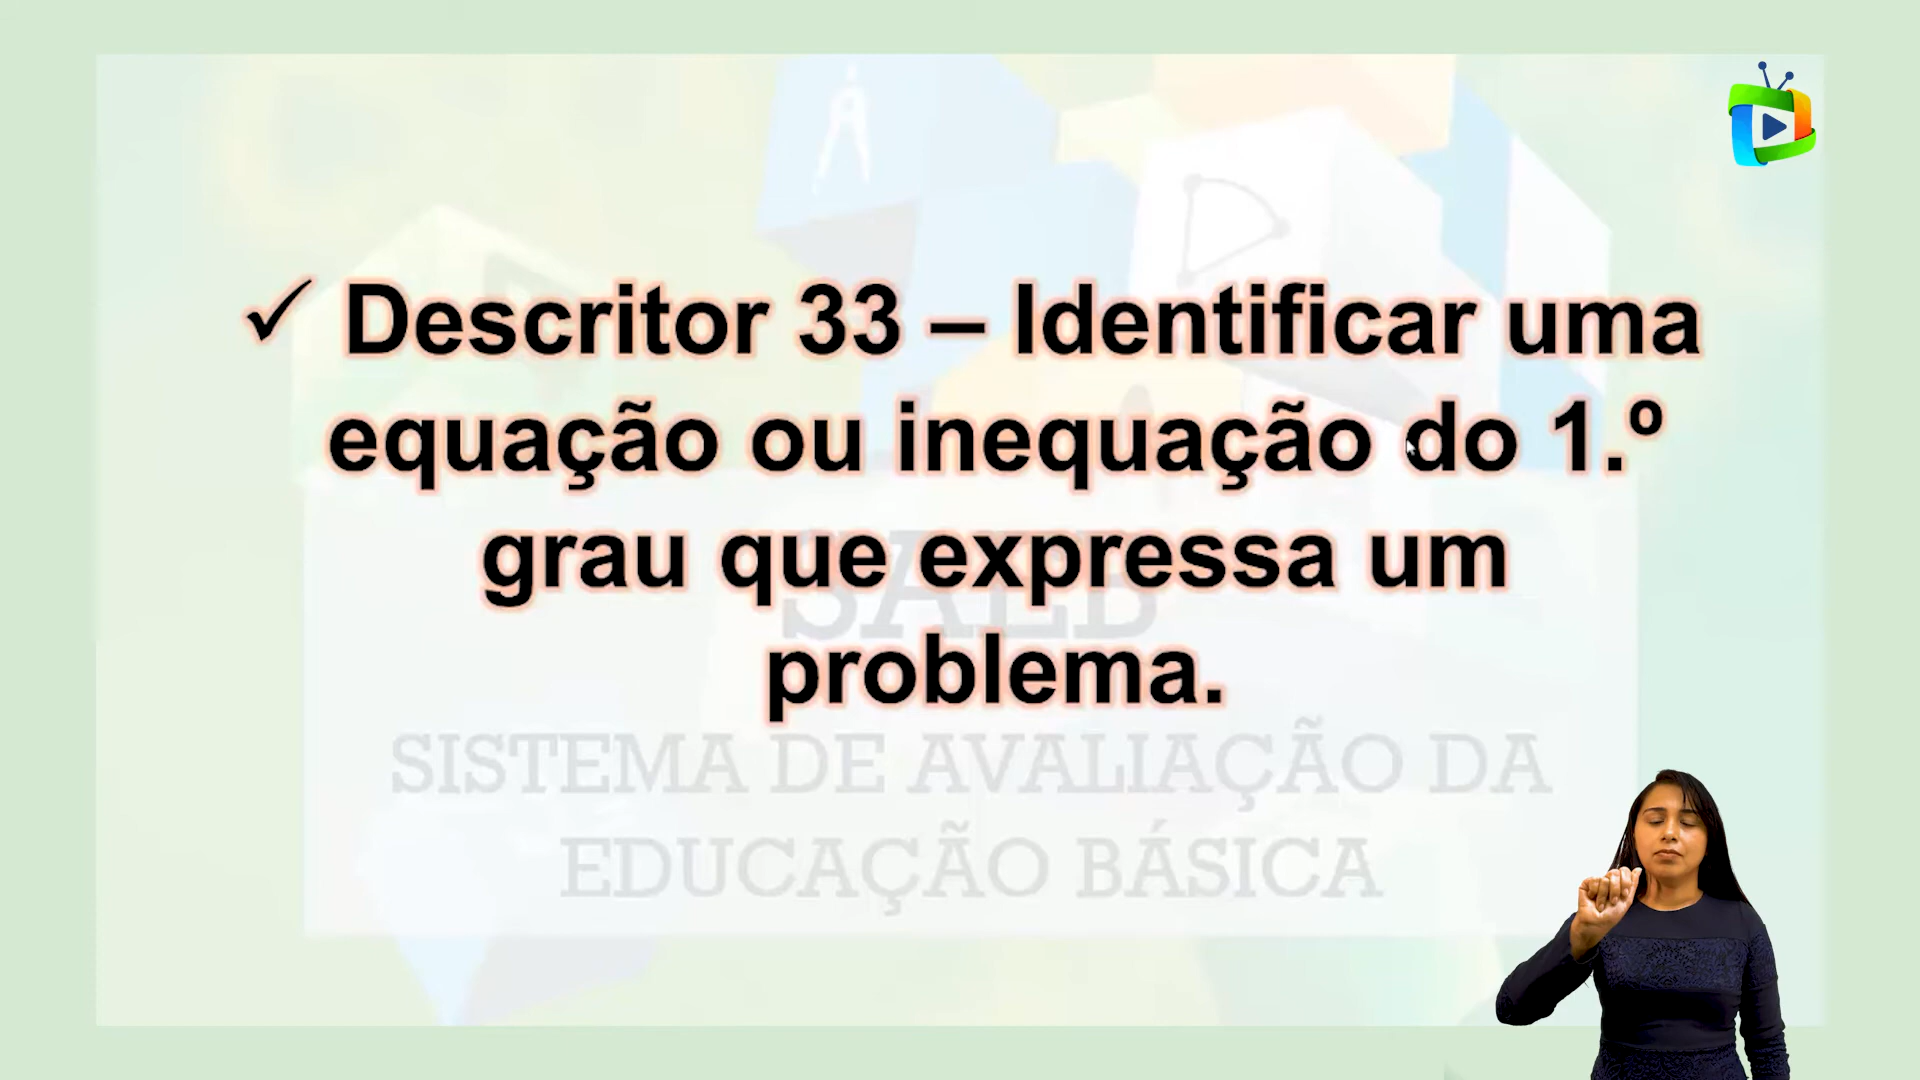 ✓ Descritor 33 – Identificar uma
equação ou inequação do 1.º
grau que expressa um
problema.
SAEB
SISTEMA DE AVALIAÇÃO DA
EDUCAÇÃO BÁSICA